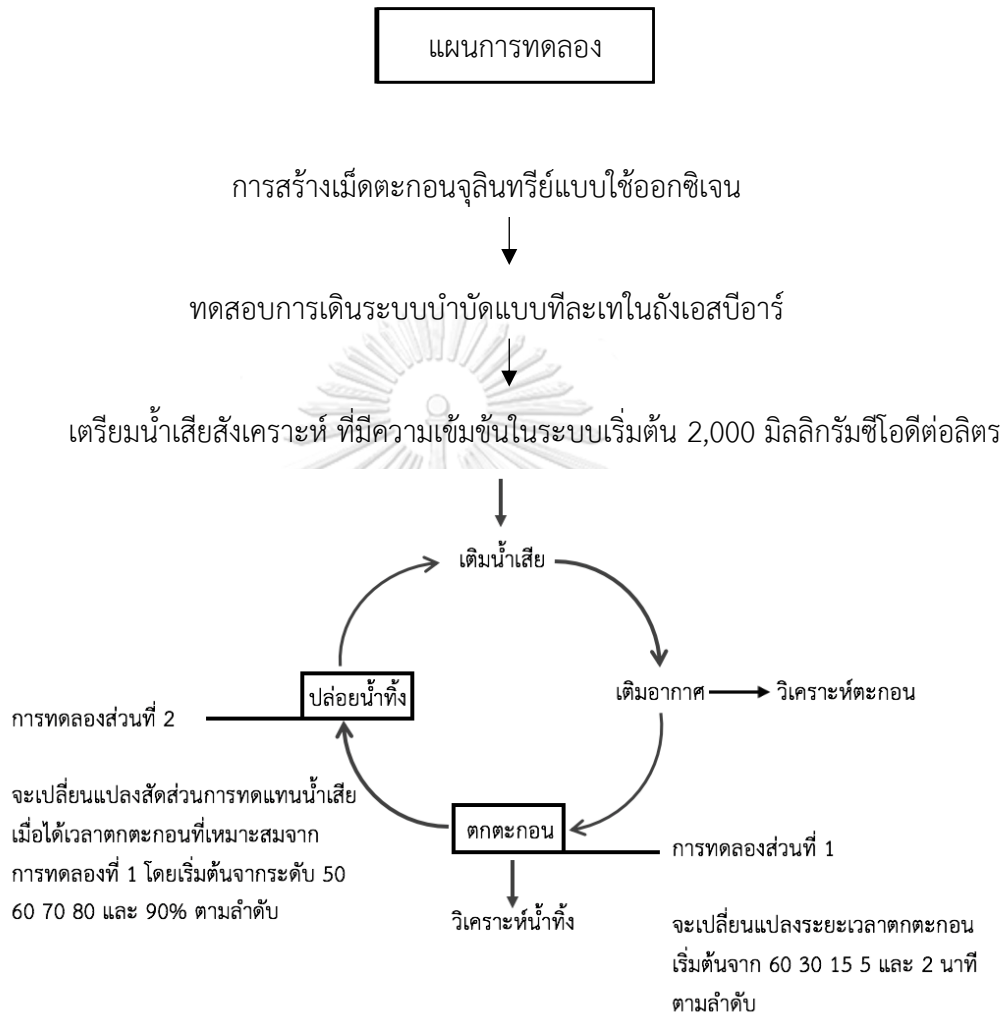 แผนการทดลอง
การสร้างเม็ดตะกอนจุลินทรีย์แบบใช้ออกซิเจน
ทดสอบการเดินระบบบำบัดแบบทีละเทในถังเอสบีอาร์
เตรียมน้ำเสียสังเคราะห์ ที่มีความเข้มข้นในระบบเริ่มต้น 2,000 มิลลิกรัมซีโอดีต่อลิตร
เติมน้ำเสีย
เติมอากาศ
วิเคราะห์ตะกอน
ปล่อยน้ำทิ้ง
การทดลองส่วนที่ 2
จะเปลี่ยนแปลงสัดส่วนการทดแทนน้ำเสีย
เมื่อได้เวลาตกตะกอนที่เหมาะสมจาก
การทดลองที่ 1 โดยเริ่มต้นจากระดับ 50
60 70 80 และ 90% ตามลำดับ
ตกตะกอน
การทดลองส่วนที่ 1
วิเคราะห์น้ำทิ้ง
จะเปลี่ยนแปลงระยะเวลาตกตะกอน
เริ่มต้นจาก 60 30 15 5 และ 2 นาที
ตามลำดับ